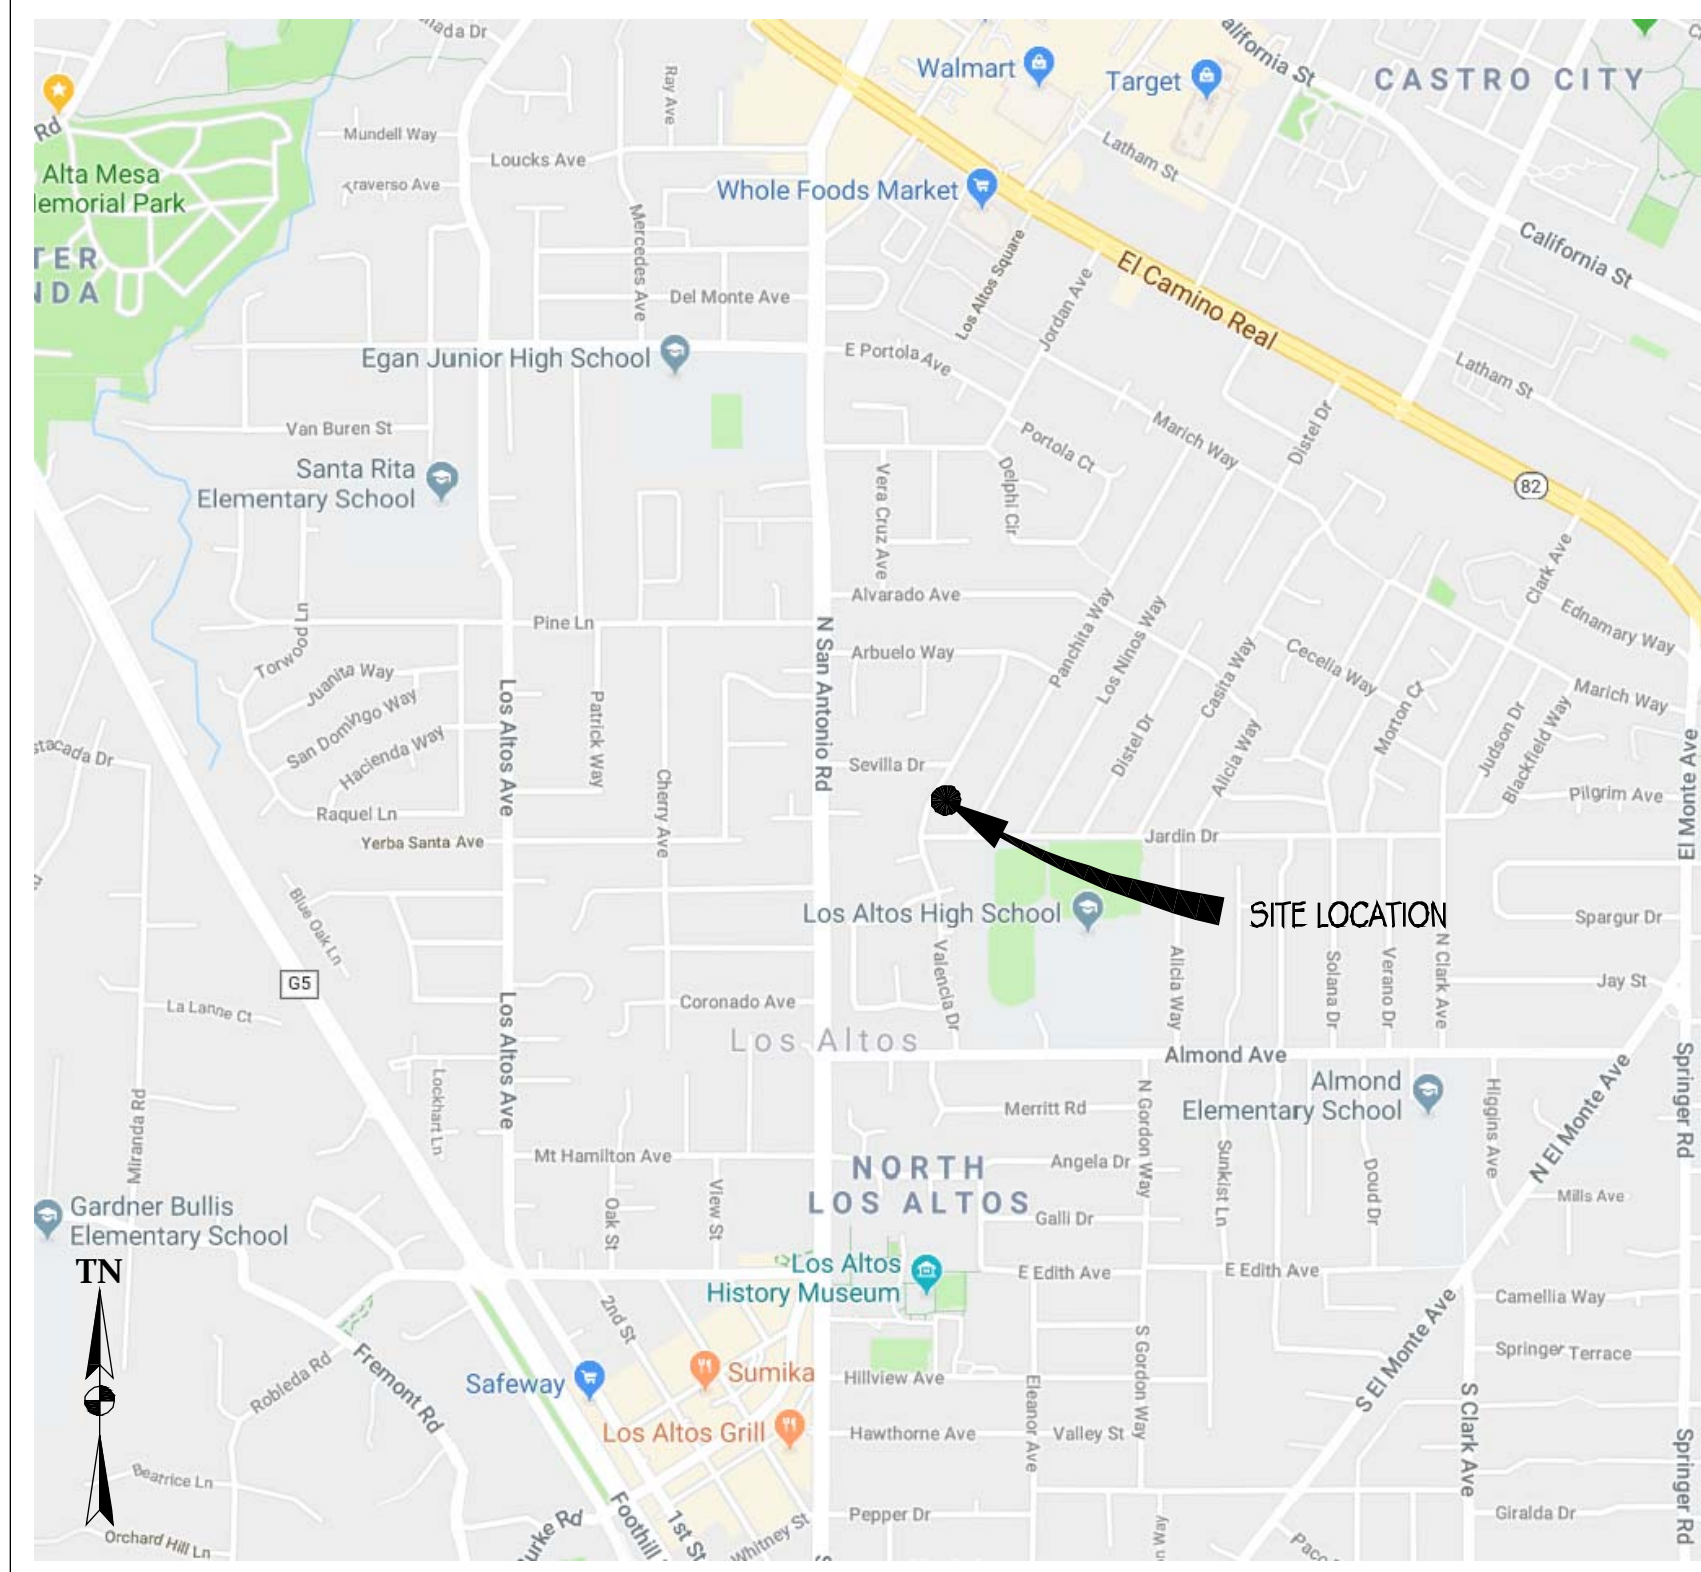 Walmart
Target
California St
CASTRO CITY
Ray Ave
Rd
Mundell Way
Loucks Ave
Latham St
Alta Mesa
Traverso Ave
Whole Foods Market
Mercedes Ave
Los Altos Square
California St
El Camino Real
Del Monte Ave
Jordan Ave
Egan Junior High School
E Portola Ave
Latham St
Van Buren St
Portola Ct
Marich Way
Distel Dr
Santa Rita
Elementary School
Vera Cruz Ave
Delphi Cir
82
Clark Ave
Alvarado Ave
Pine Ln
Torwood Ln
N San Antonio Rd
Arbuelo Way
Panchita Way
Los Ninos Way
Casita Way
Cecelia Way
Ednamary Way
Juanita Way
San Domingo Way
Hacienda Way
Los Altos Ave
Patrick Way
Distel Dr
Alicia Way
Morton Ct
Judson Dr
Blackfield Way
Marich Way
El Monte Ave
Sevilla Dr
Cherry Ave
Pilgrim Ave
Raquel Ln
Yerba Santa Ave
Jardin Dr
Blue Oak Ln
Los Altos High School
SITE LOCATION
Spargur Dr
G5
Valencia Dr
Alicia Way
Solana Dr
Verano Dr
N Clark Ave
Jay St
La Lanne Ct
Los Altos Ave
Coronado Ave
Los Altos
Almond Ave
Springer Rd
Miranda Rd
Lockhart Ln
Merritt Rd
N Gordon Way
Almond
Elementary School
Higgins Ave
N El Monte Ave
Mt Hamilton Ave
NORTH
LOS ALTOS
Angela Dr
Sunkist Ln
Doud Dr
Mills Ave
Gardner Bullis
Elementary School
Oak St
View St
Galli Dr
TN
Los Altos
History Museum
E Edith Ave
E Edith Ave
Camellia Way
2nd St
S Gordon Way
S El Monte Ave
Springer Terrace
Robleda Rd
Fremont Rd
Safeway
Sumika
Hillview Ave
Eleanor Ave
S Clark Ave
Los Altos Grill
Hawthorne Ave
Valley St
Springer Rd
Beatrice Ln
Orchard Hill Ln
Foothill
1st St
Whitney St
Pepper Dr
Giralda Dr